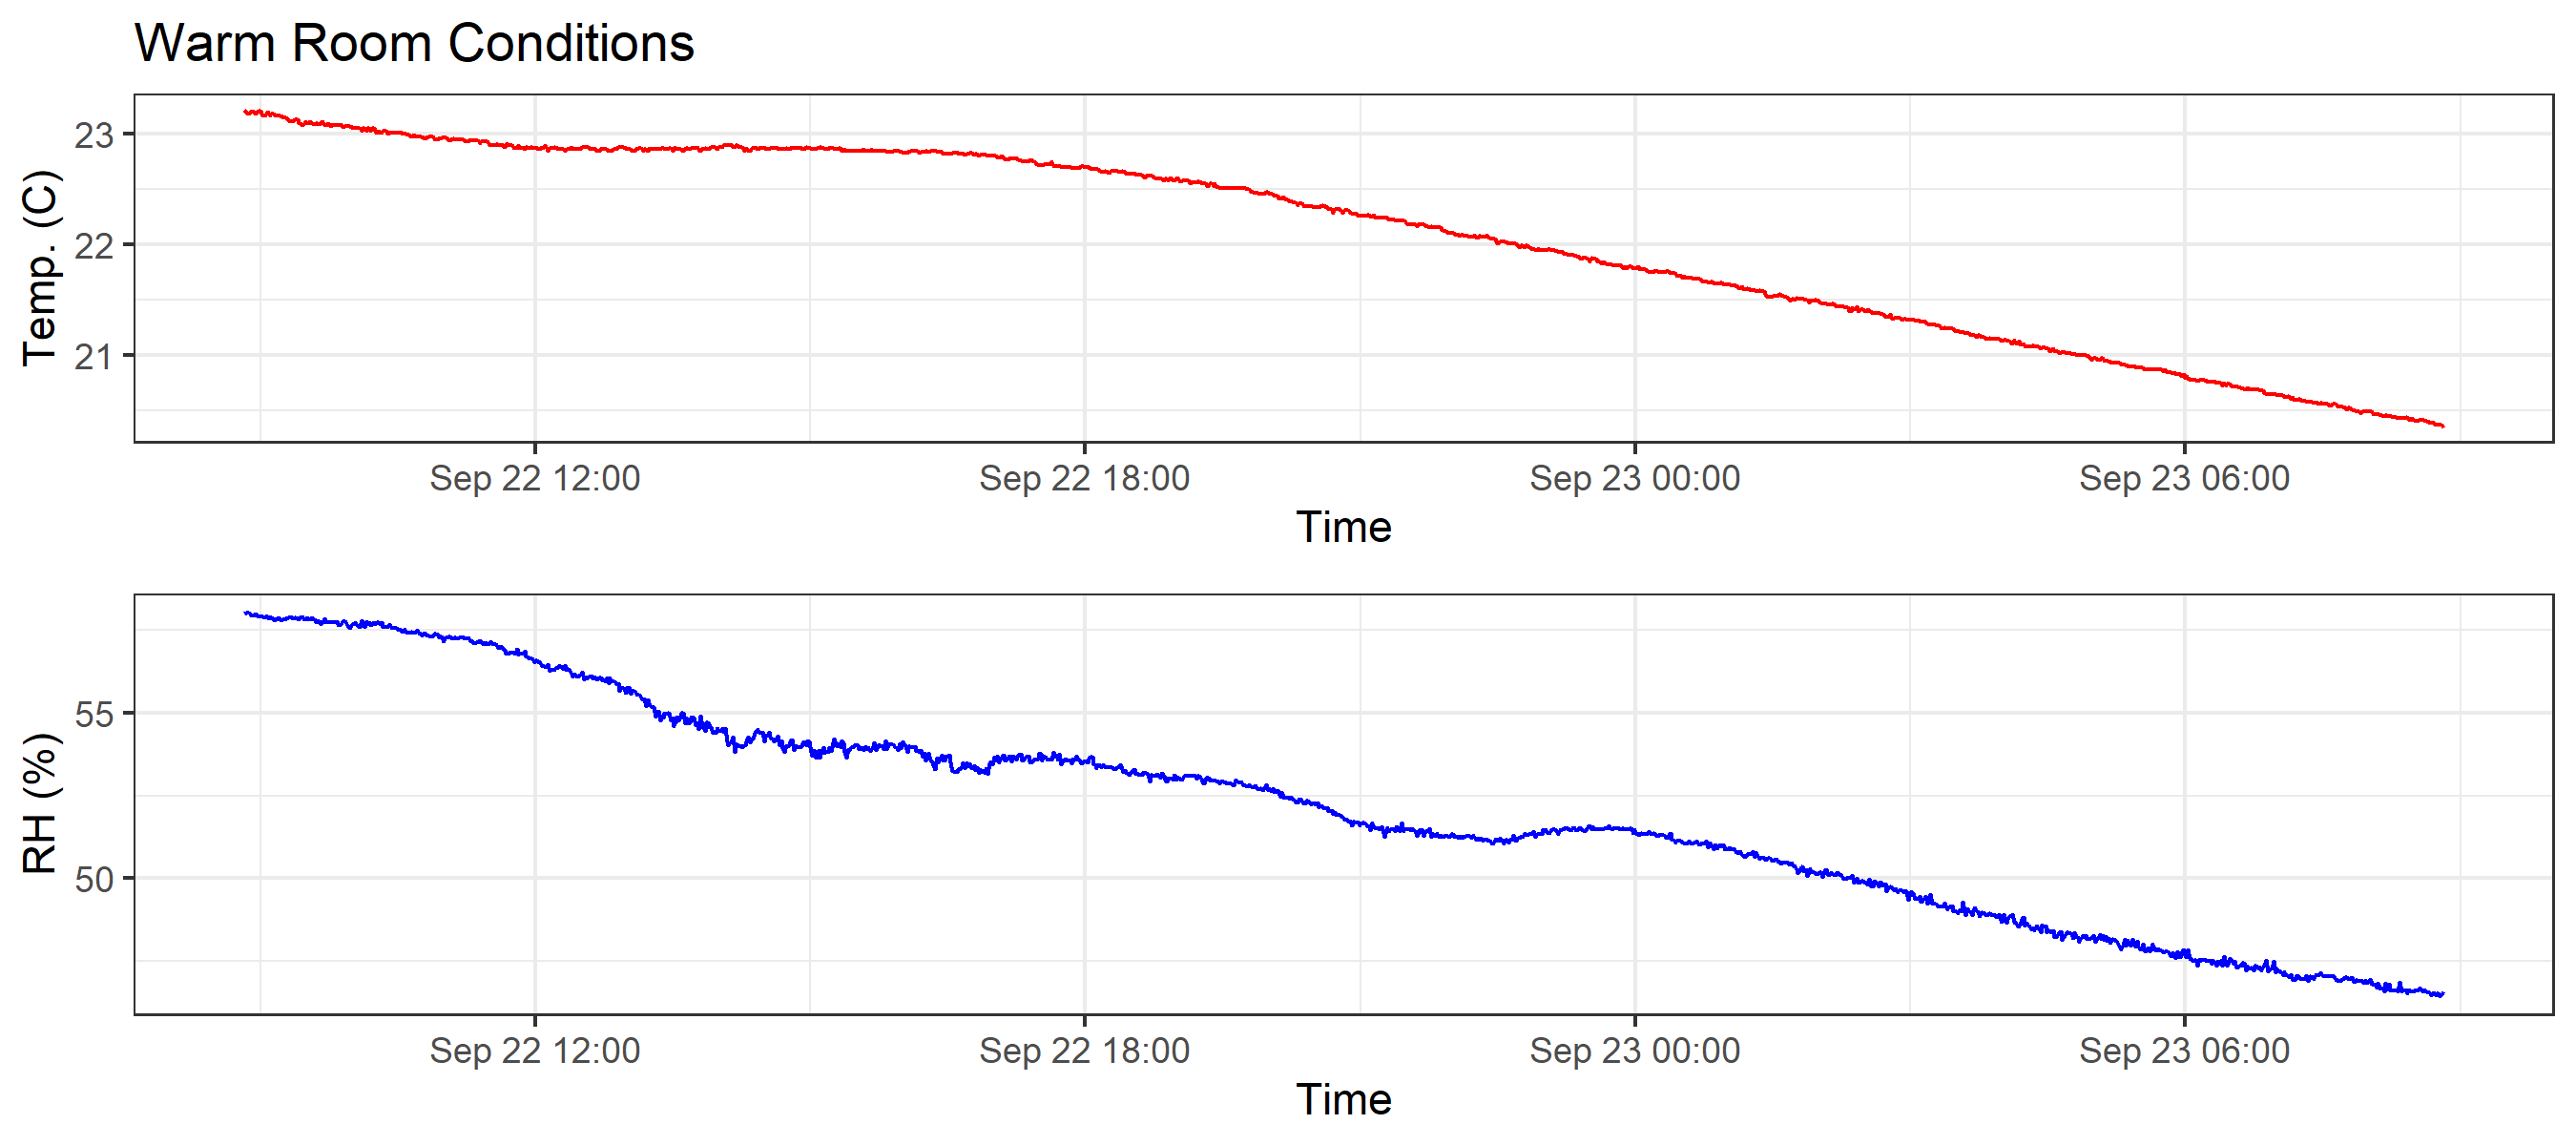 Warm Room Conditions
Temp. (C)
23
22
21
Sep 22 12:00 Sep 22 18:00 Sep 23 00:00 Sep 23 06:00
Time
RH (%)
55
50
Sep 22 12:00 Sep 22 18:00 Sep 23 00:00 Sep 23 06:00
Time